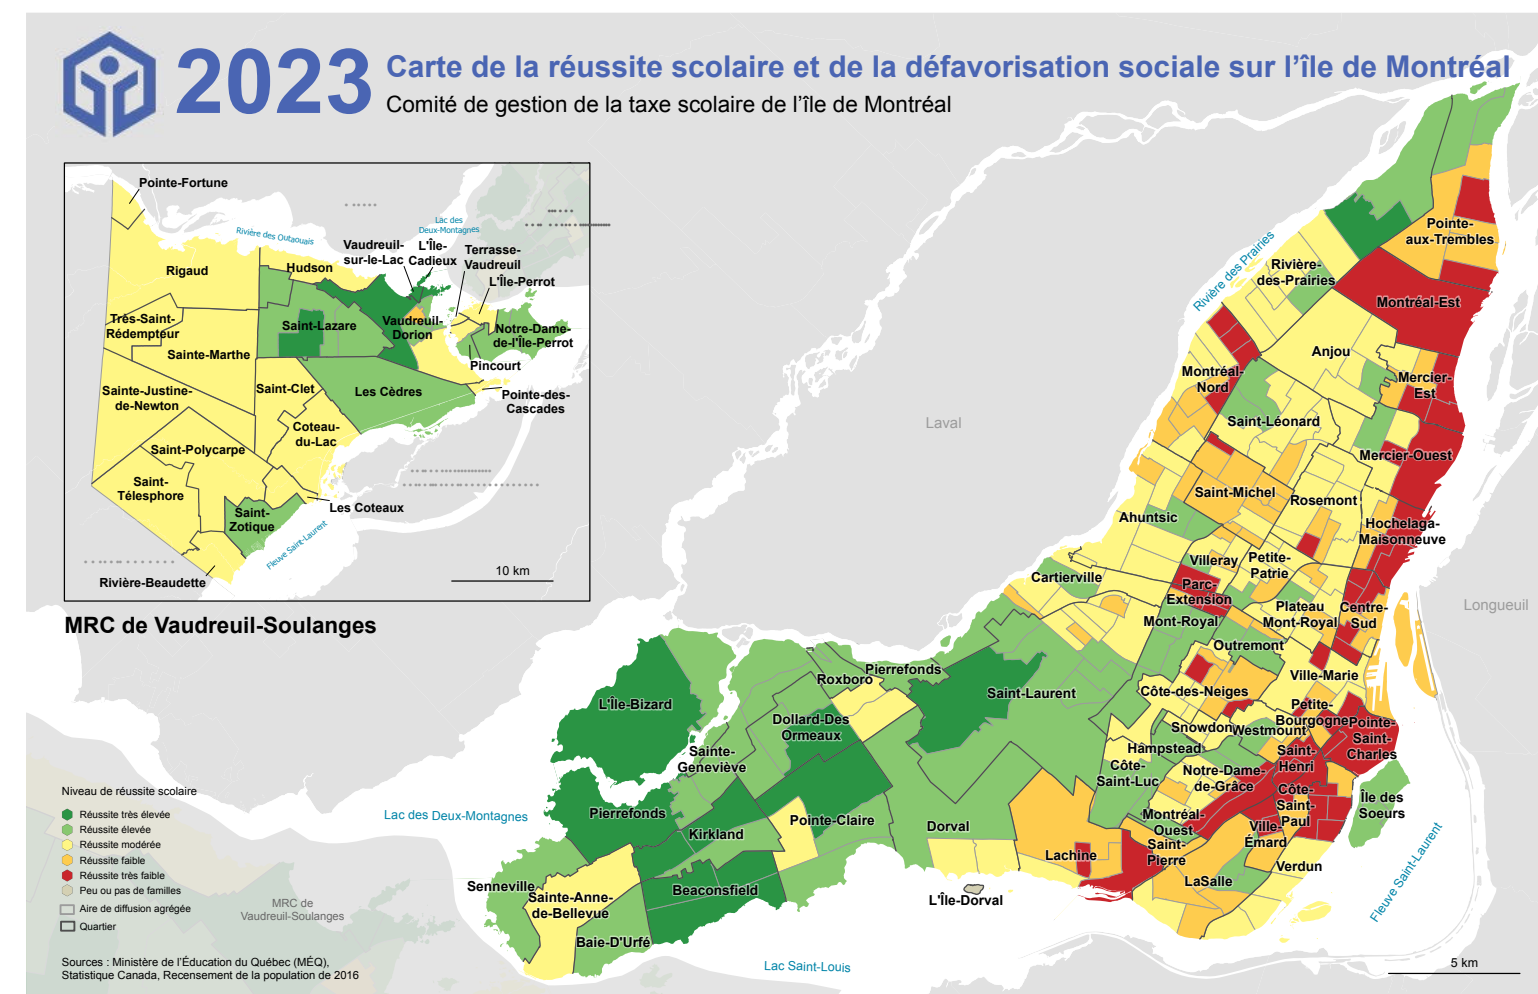 2023
Carte de la réussite scolaire et de la défavorisation sociale sur l'île de Montréal
Comité de gestion de la taxe scolaire de l'île de Montréal
Pointe-Fortune
Rivière des Outaouais
Lac des
Deux-Montagnes
Vaudreuil-
sur-le-Lac
L'Île-
Cadieux
Terrasse-
Vaudreuil
L'Île-Perrot
Rigaud
Hudson
Très-Saint-
Rédempteur
Saint-Lazare
Vaudreuil-
Dorion
Notre-Dame-
de-l'Île-Perrot
Sainte-Marthe
Pincourt
Sainte-Justine-
de-Newton
Saint-Clet
Les Cèdres
Pointe-des-
Cascades
Coteau-
du-Lac
Saint-Polycarpe
Saint-
Télesphore
Les Coteaux
Saint-
Zotique
Fleuve Saint-Laurent
Rivière-Beaudette
10 km
MRC de Vaudreuil-Soulanges
Laval
Longueuil
Rivière des Prairies
Pointe-
aux-Trembles
Rivière-
des-Prairies
Montréal-Est
Anjou
Montréal-
Nord
Mercier-
Est
Saint-Léonard
Mercier-Ouest
Saint-Michel
Rosemont
Ahuntsic
Hochelaga-
Maisonneuve
Villeray
Petite-
Patrie
Cartierville
Parc-
Extension
Plateau
Mont-Royal
Centre-
Sud
Mont-Royal
Outremont
Pierrefonds
Roxboro
Saint-Laurent
Ville-Marie
Côte-des-Neiges
L'Île-Bizard
Dollard-Des
Ormeaux
Petite-
Bourgogne
Pointe-
Saint-
Charles
Snowdon
Westmount
Sainte-
Geneviève
Hampstead
Saint-
Henri
Côte-
Saint-Luc
Notre-Dame-
de-Grâce
Côte-
Saint-
Paul
Île des
Soeurs
Pierrefonds
Kirkland
Pointe-Claire
Dorval
Montréal-
Ouest
Ville-
Émard
Saint-
Pierre
Lachine
Verdun
LaSalle
Senneville
Sainte-Anne-
de-Bellevue
Beaconsfield
L'Île-Dorval
Baie-D'Urfé
Lac des Deux-Montagnes
Lac Saint-Louis
Fleuve Saint-Laurent
5 km
Niveau de réussite scolaire
Réussite très élevée
Réussite élevée
Réussite modérée
Réussite faible
Réussite très faible
Peu ou pas de familles
Aire de diffusion agrégée
Quartier
MRC de
Vaudreuil-Soulanges
Sources : Ministère de l'Éducation du Québec (MÉQ),
Statistique Canada, Recensement de la population de 2016